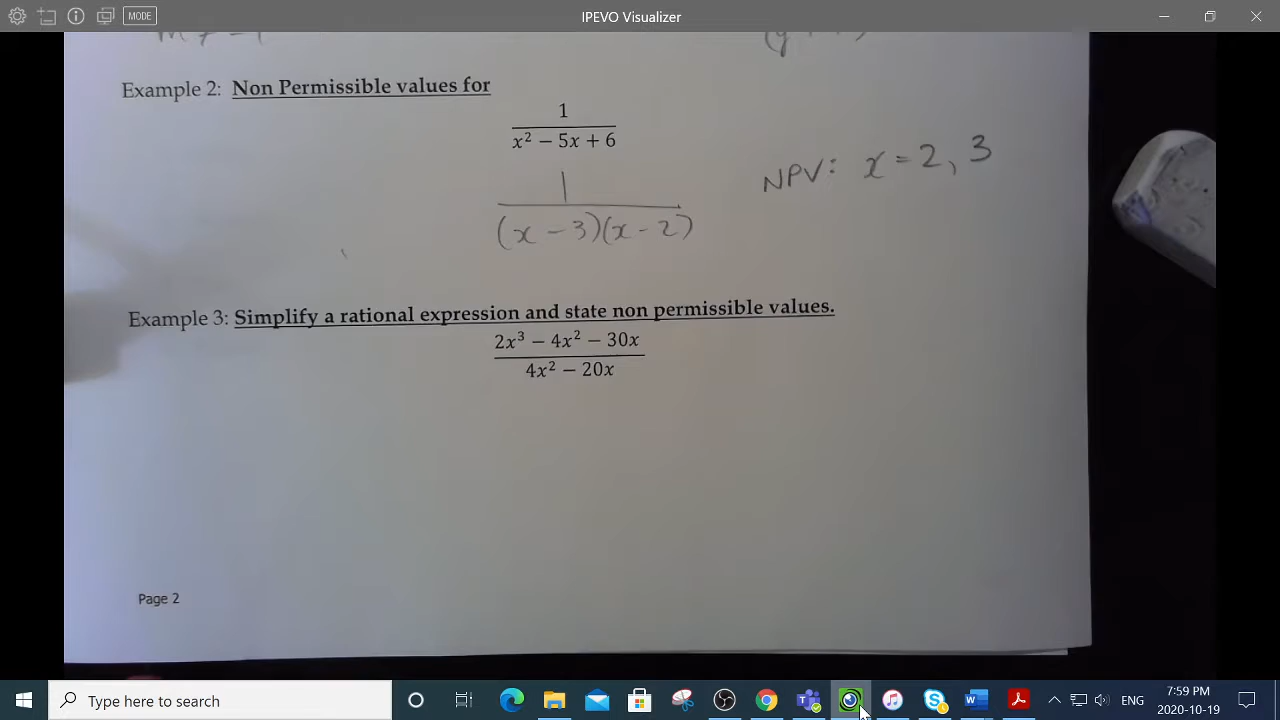 IPEVO Visualizer
MODE
Example 2: Non Permissible values for
1
x² − 5x + 6
1
(x − 3)(x − 2)
NPV: x = 2, 3
Example 3: Simplify a rational expression and state non permissible values.
2x³ − 4x² − 30x
4x² − 20x
Page 2
Type here to search
ENG
7:59 PM
2020-10-19